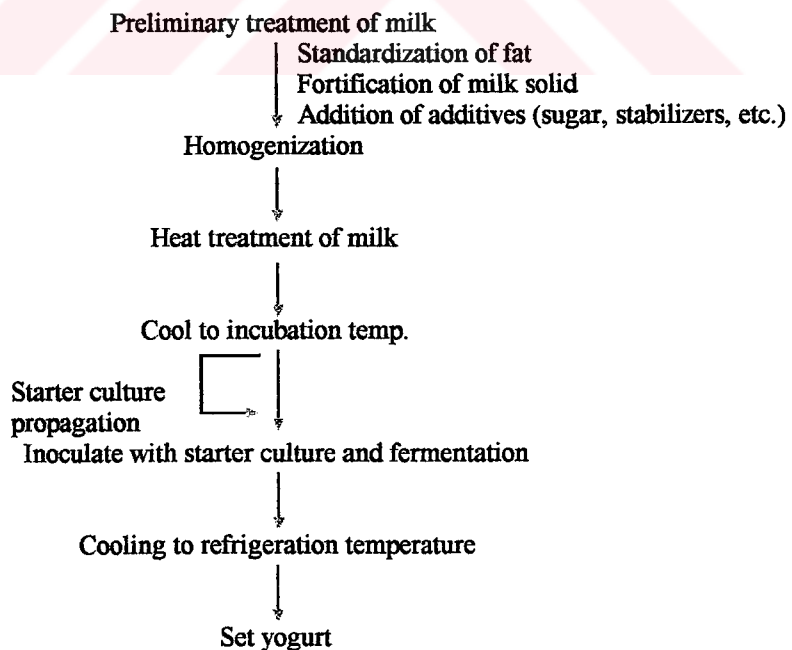 Preliminary treatment of milk
Standardization of fat
Fortification of milk solid
Addition of additives (sugar, stabilizers, etc.)
Homogenization
Heat treatment of milk
Cool to incubation temp.
Starter culture
propagation
Inoculate with starter culture and fermentation
Cooling to refrigeration temperature
Set yogurt